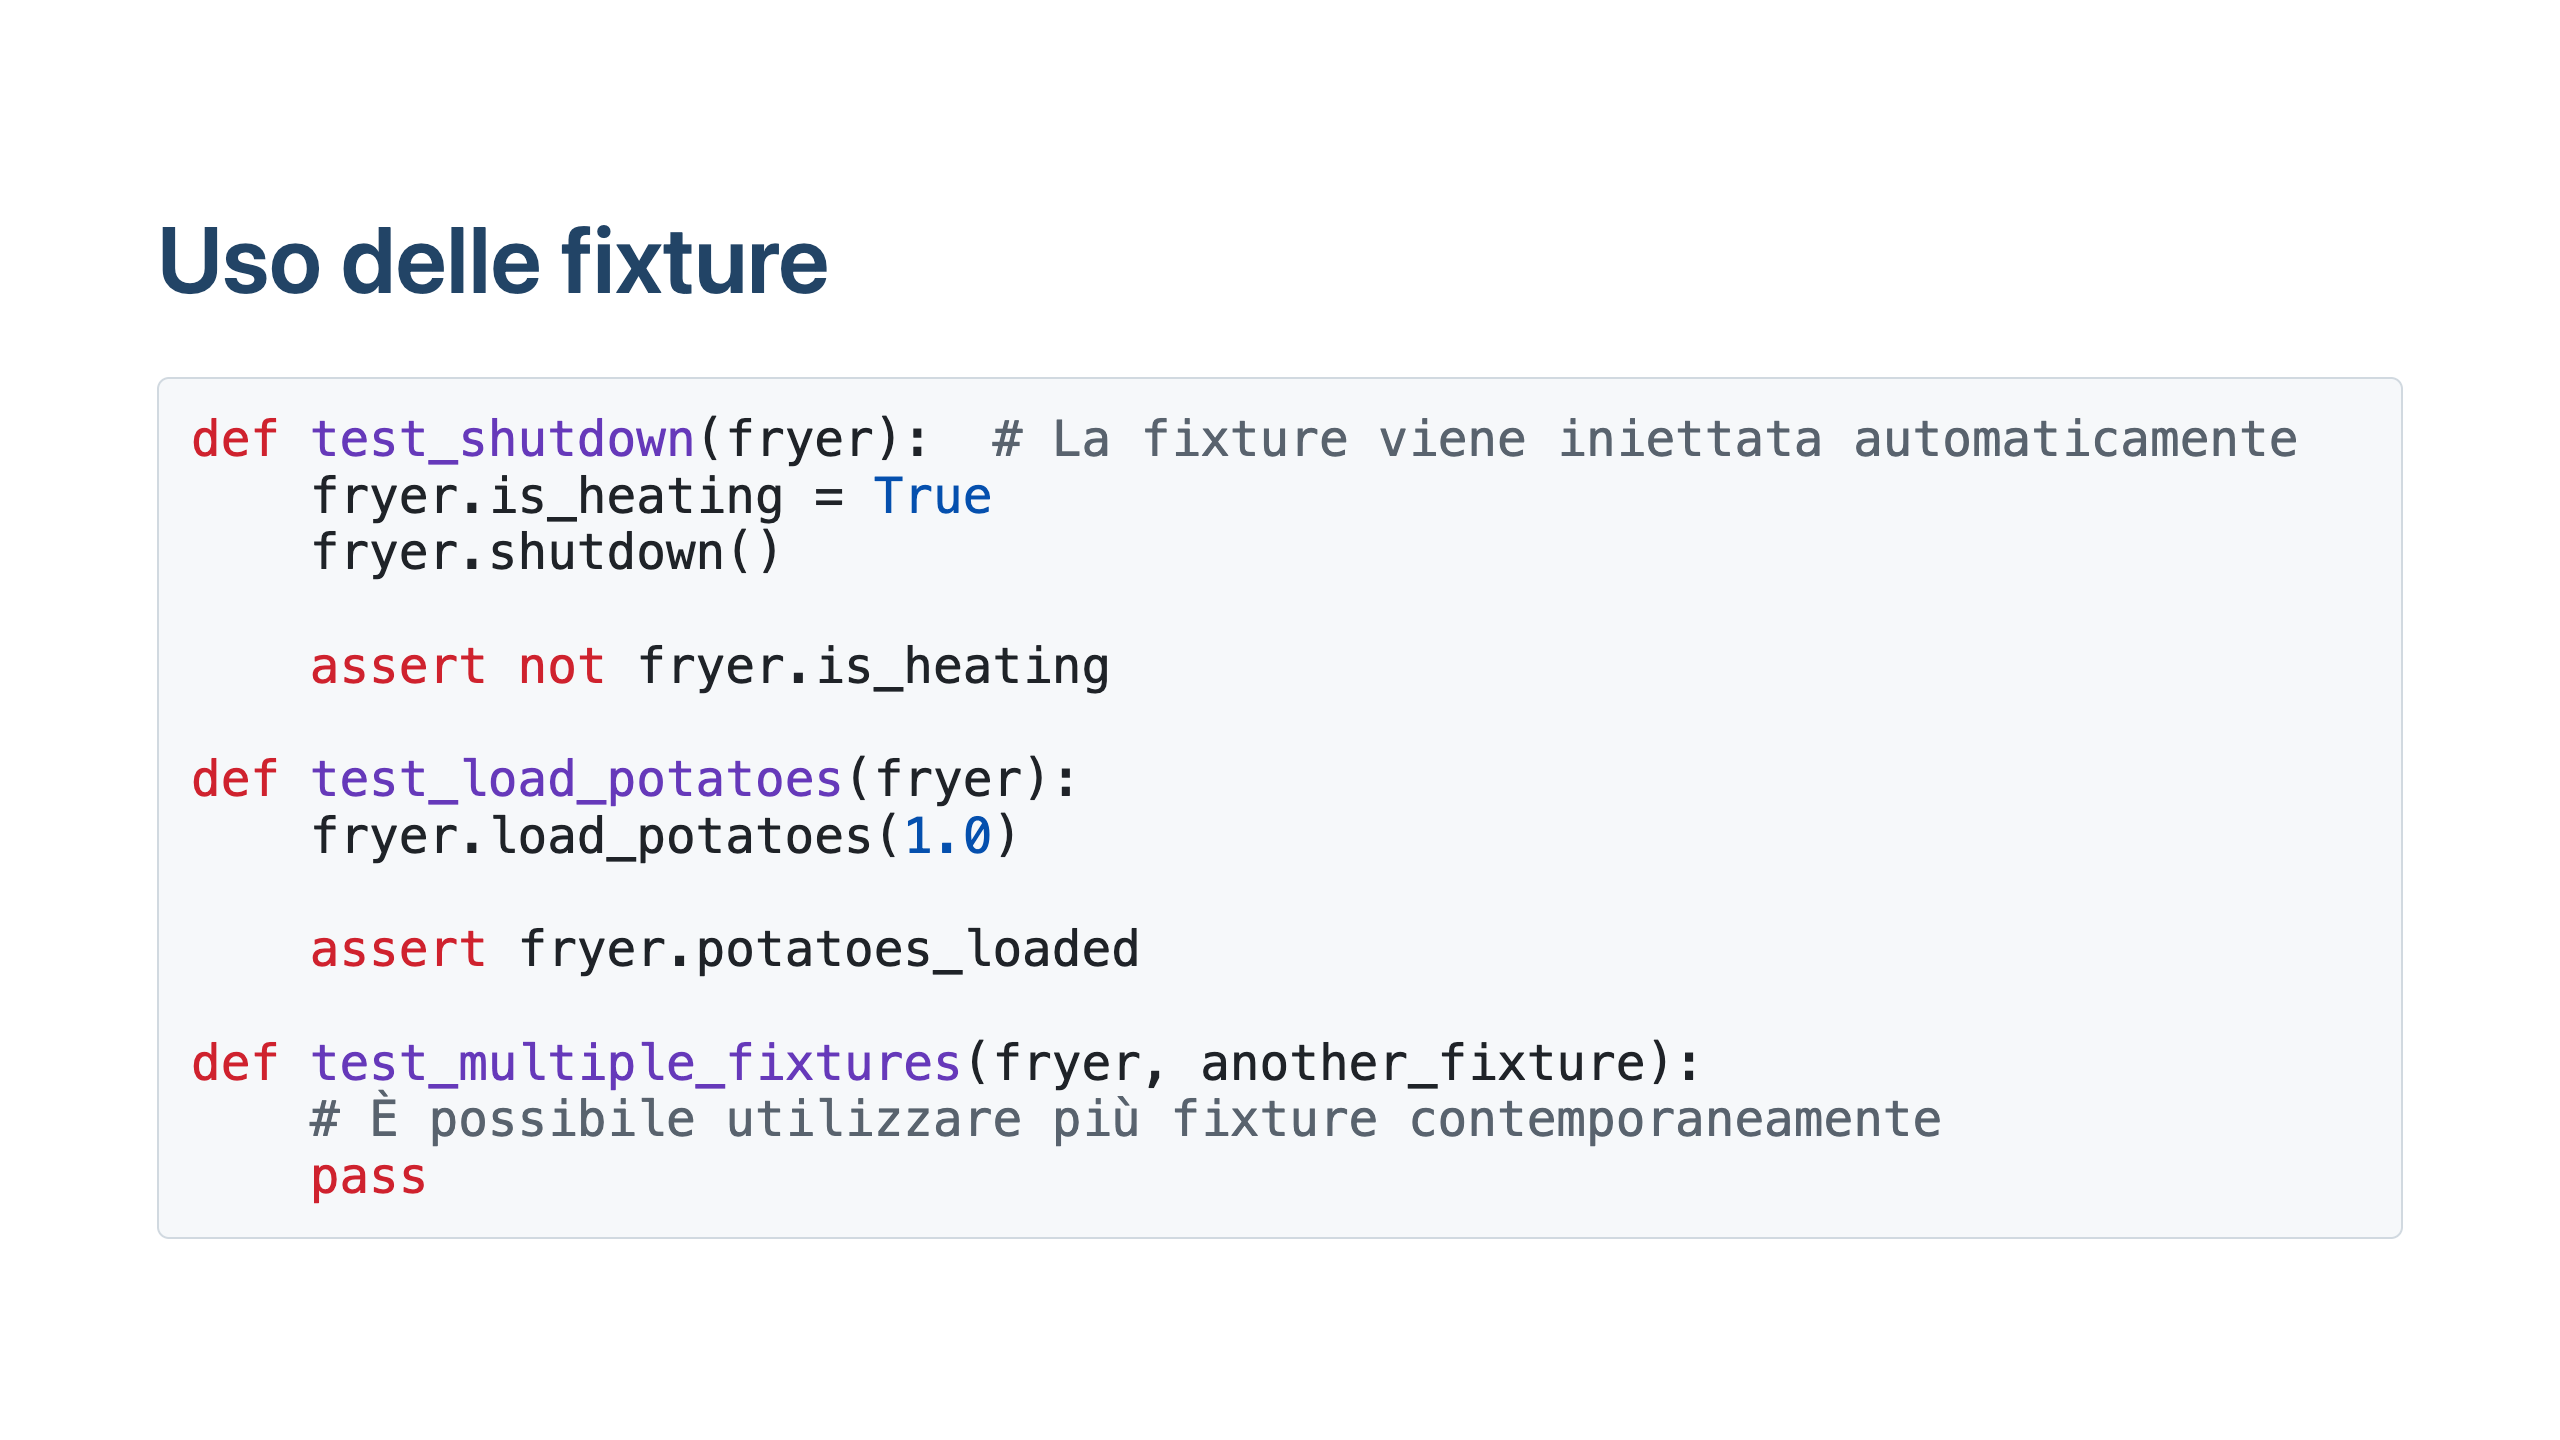 Uso delle fixture
def test_shutdown(fryer):  # La fixture viene iniettata automaticamente
    fryer.is_heating = True
    fryer.shutdown()
    assert not fryer.is_heating
def test_load_potatoes(fryer):
    fryer.load_potatoes(1.0)
    assert fryer.potatoes_loaded
def test_multiple_fixtures(fryer, another_fixture):
    # È possibile utilizzare più fixture contemporaneamente
    pass